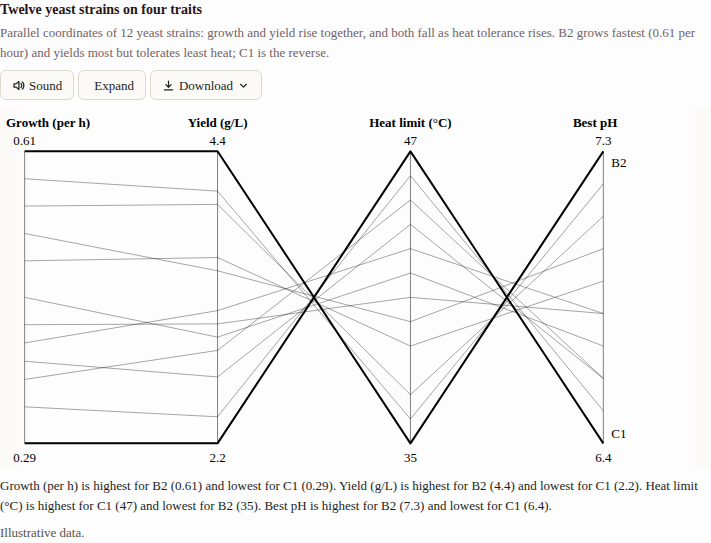 Twelve yeast strains on four traits
Parallel coordinates of 12 yeast strains: growth and yield rise together, and both fall as heat tolerance rises. B2 grows fastest (0.61 per
hour) and yields most but tolerates least heat; C1 is the reverse.
Sound Expand Download
Growth (per h) Yield (g/L) Heat limit (°C) Best pH
0.61 4.4 47 7.3
B2
C1
0.29 2.2 35 6.4
Growth (per h) is highest for B2 (0.61) and lowest for C1 (0.29). Yield (g/L) is highest for B2 (4.4) and lowest for C1 (2.2). Heat limit
(°C) is highest for C1 (47) and lowest for B2 (35). Best pH is highest for B2 (7.3) and lowest for C1 (6.4).
Illustrative data.